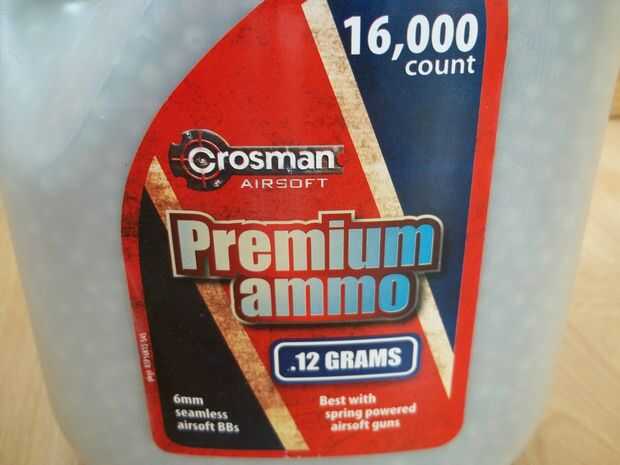 16,000
count
Crosman
AIRSOFT
Premium
ammo
.12 GRAMS
6mm
seamless
airsoft BBs
Best with
spring powered
airsoft guns